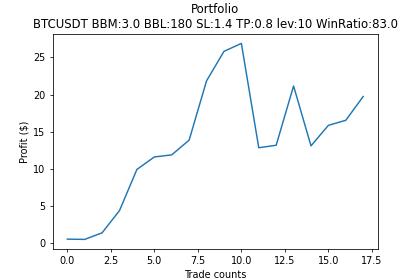 Portfolio
BTCUSDT BBM:3.0 BBL:180 SL:1.4 TP:0.8 lev:10 WinRatio:83.0
25
20
15
10
5
0
Profit ($)
0.0 2.5 5.0 7.5 10.0 12.5 15.0 17.5
Trade counts